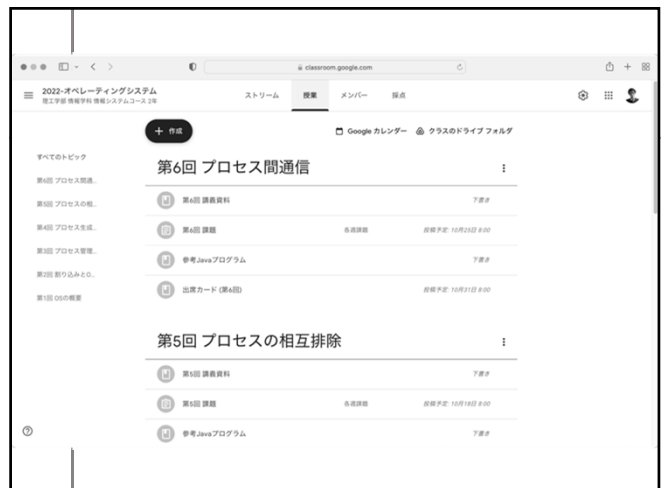 classroom.google.com
2022-オペレーティングシステム
理工学部 情報学科 情報システムコース 2年
ストリーム 授業 メンバー 採点
作成
Google カレンダー クラスのドライブ フォルダ
すべてのトピック
第6回 プロセス間通...
第5回 プロセスの相...
第4回 プロセス生成...
第3回 プロセス管理...
第2回 割り込みとO...
第1回 OSの概要
第6回 プロセス間通信
第6回 講義資料 下書き
第6回 課題 各週課題 投稿予定: 10月25日 8:00
参考Javaプログラム 下書き
出席カード (第6回) 投稿予定: 10月31日 9:00
第5回 プロセスの相互排除
第5回 講義資料 下書き
第5回 課題 各週課題 投稿予定: 10月18日 8:00
参考Javaプログラム 下書き